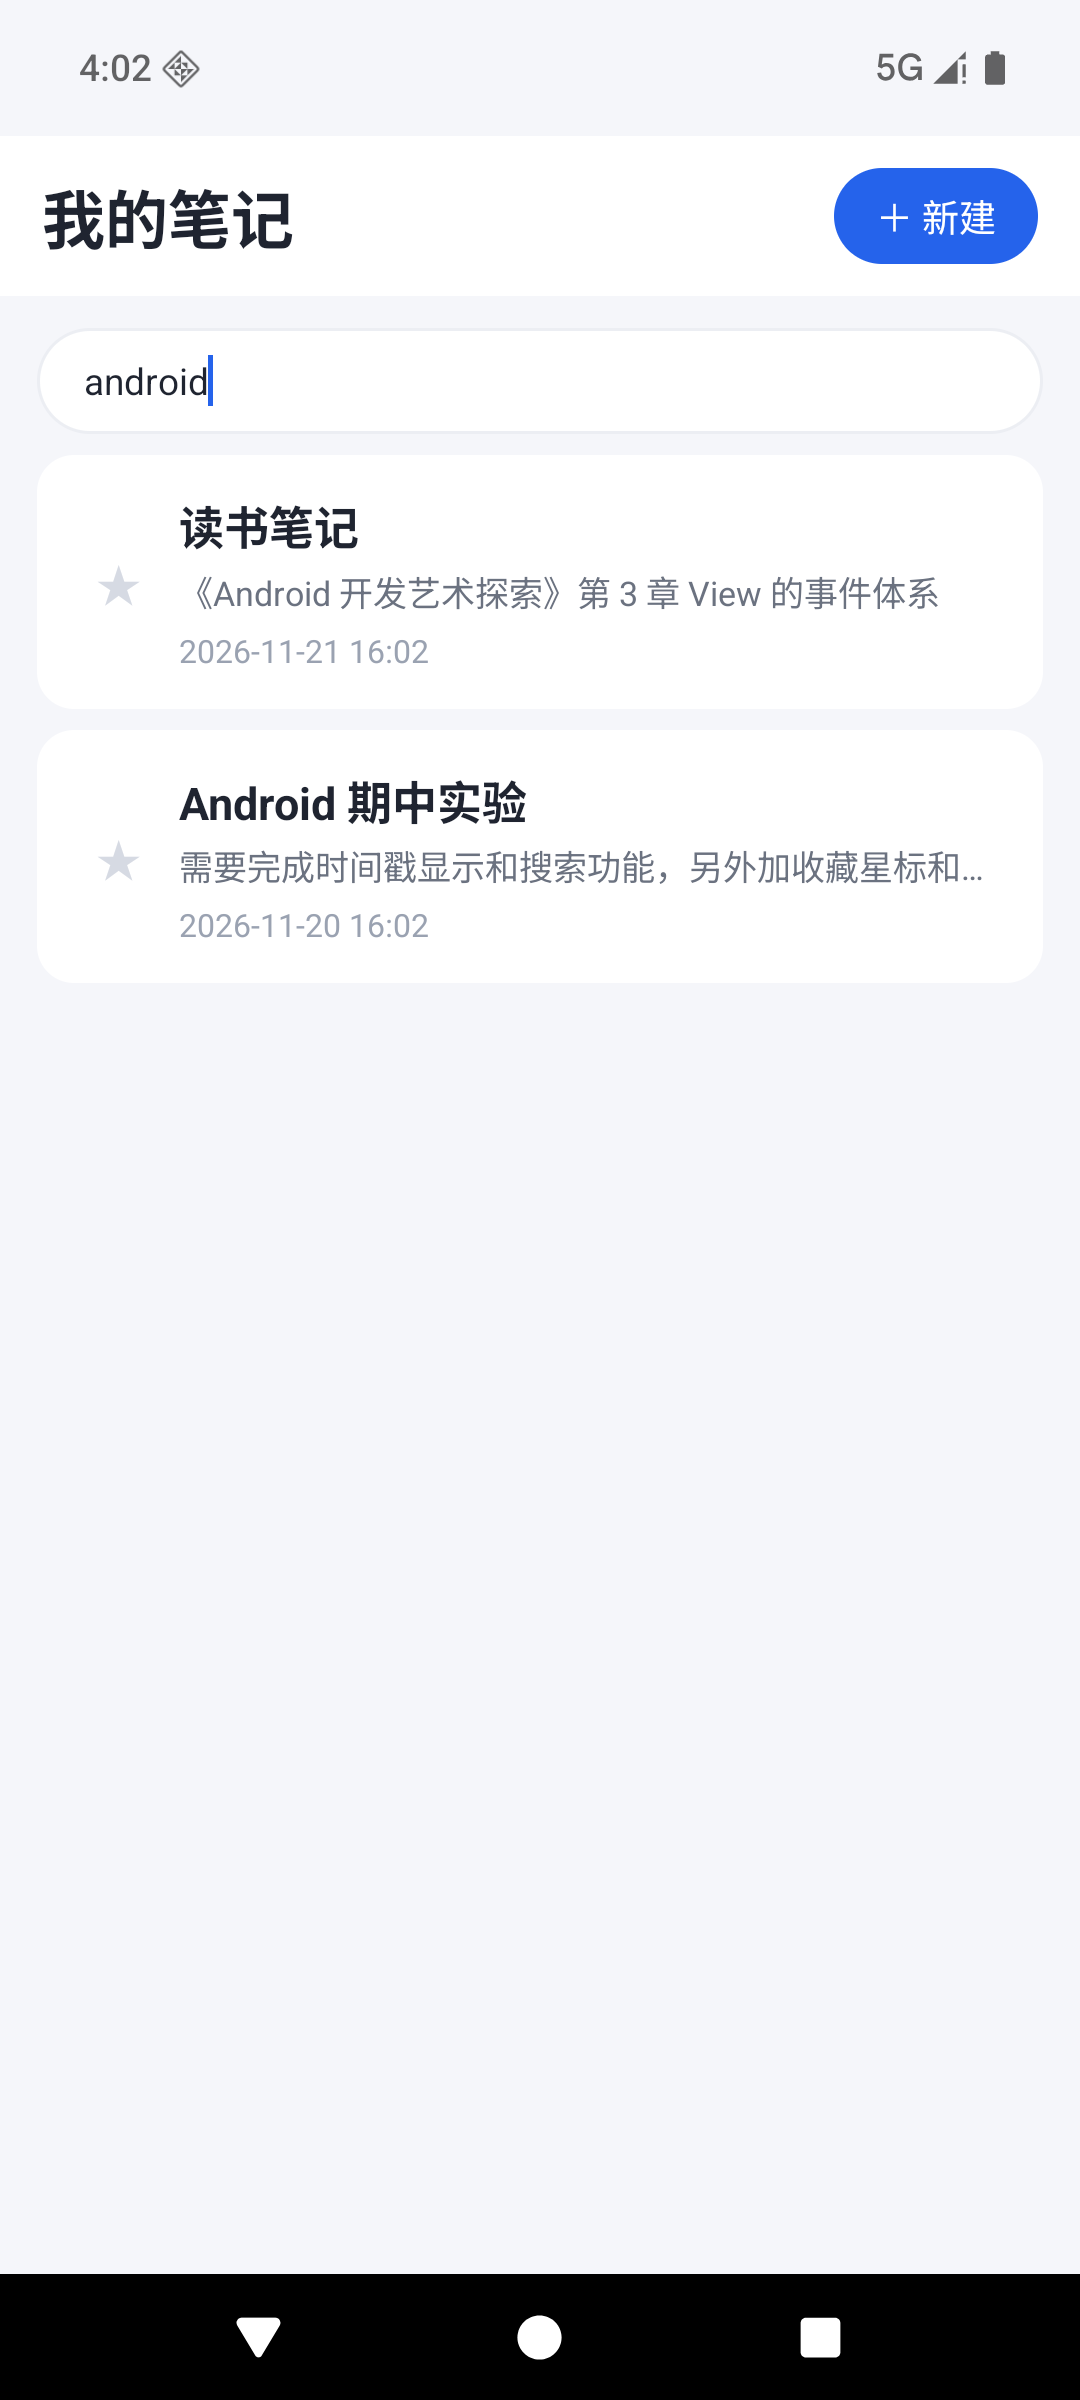 4:02 5G
我的笔记
+ 新建
android
读书笔记
《Android 开发艺术探索》第 3 章 View 的事件体系
2026-11-21 16:02
Android 期中实验
需要完成时间戳显示和搜索功能，另外加收藏星标和...
2026-11-20 16:02